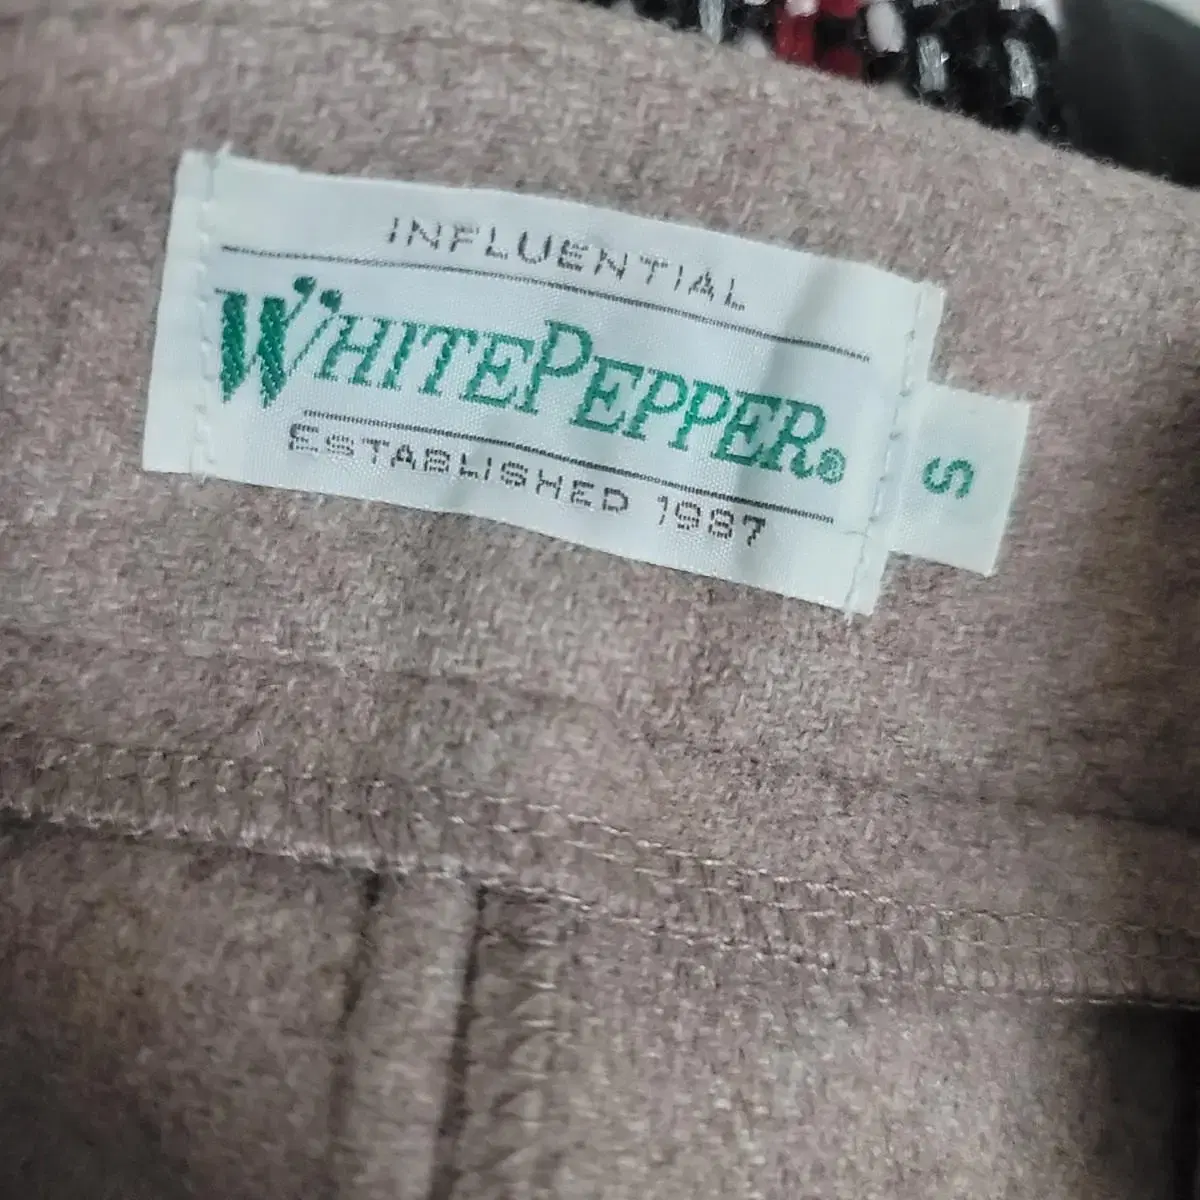 INFLUENTIAL
WHITEPEPPER®
ESTABLISHED 1987
S